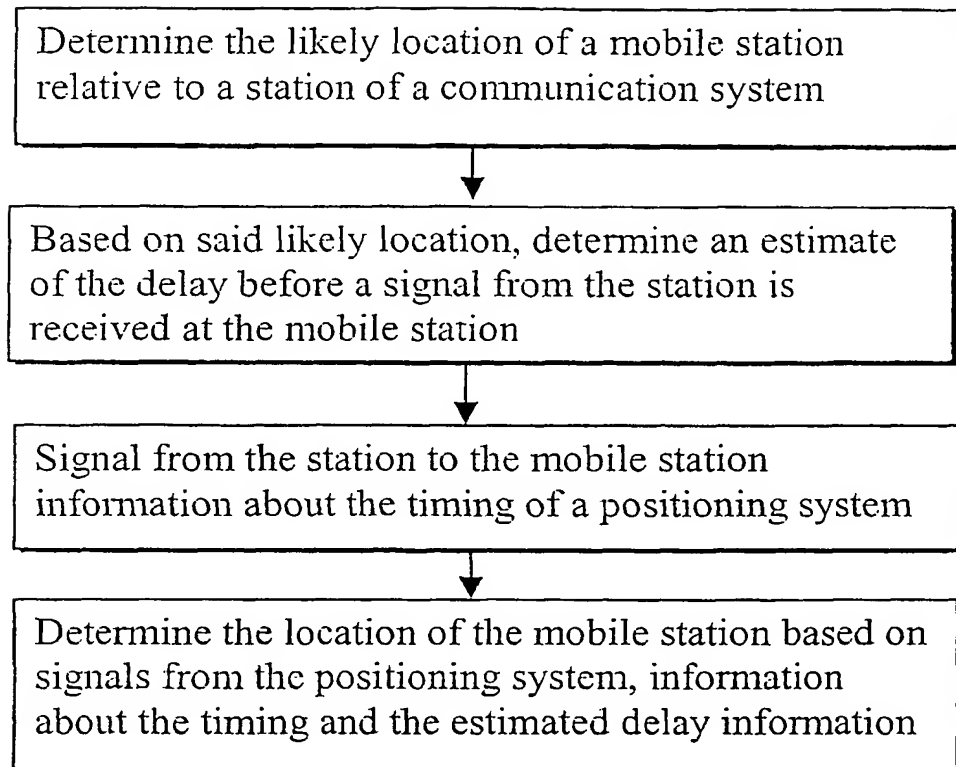 Determine the likely location of a mobile station
relative to a station of a communication system
Based on said likely location, determine an estimate
of the delay before a signal from the station is
received at the mobile station
Signal from the station to the mobile station
information about the timing of a positioning system
Determine the location of the mobile station based on
signals from the positioning system, information
about the timing and the estimated delay information